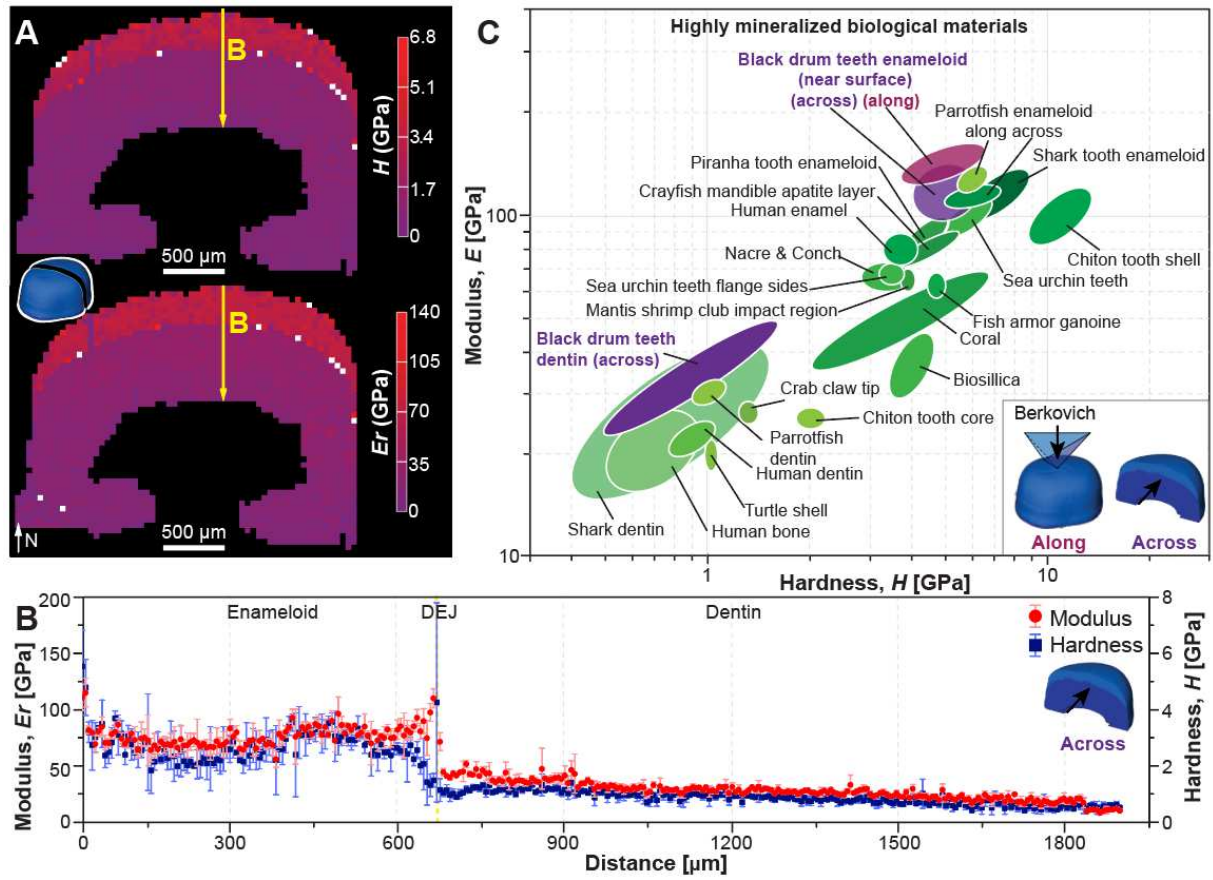 A
B
6.8
5.1
3.4
1.7
0
H (GPa)
500 µm
B
140
105
70
35
0
Er (GPa)
N
500 µm
C
Highly mineralized biological materials
Black drum teeth enameloid
(near surface)
(across) (along)
Parrotfish enameloid
along across
Shark tooth enameloid
Piranha tooth enameloid
Crayfish mandible apatite layer
Human enamel
Nacre & Conch
Sea urchin teeth flange sides
Mantis shrimp club impact region
Chiton tooth shell
Sea urchin teeth
Fish armor ganoine
Coral
Biosillica
Black drum teeth
dentin (across)
Crab claw tip
Chiton tooth core
Parrotfish
dentin
Human dentin
Turtle shell
Human bone
Shark dentin
Berkovich
Along
Across
100
10
Modulus, E [GPa]
1
10
Hardness, H [GPa]
B
Enameloid
DEJ
Dentin
Modulus
Hardness
Across
200
150
100
50
0
Modulus, Er [GPa]
8
6
4
2
0
Hardness, H [GPa]
0
300
600
900
1200
1500
1800
Distance [µm]